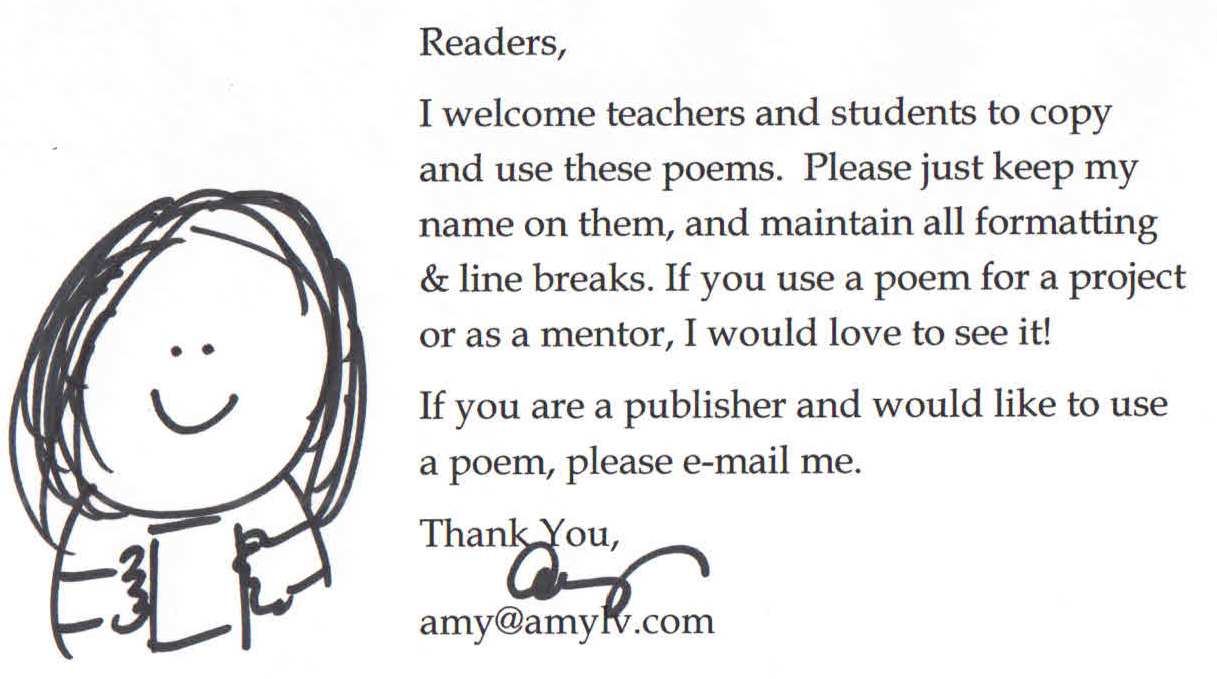 Readers,
I welcome teachers and students to copy
and use these poems.  Please just keep my
name on them, and maintain all formatting
& line breaks. If you use a poem for a project
or as a mentor, I would love to see it!
If you are a publisher and would like to use
a poem, please e-mail me.
Thank You,
Amy
amy@amylv.com